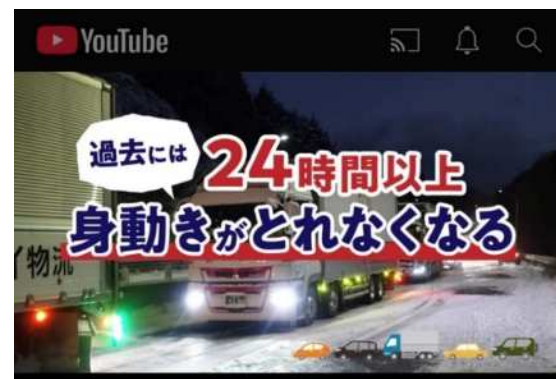 YouTube
過去には
24時間以上
身動きがとれなくなる
イ物流